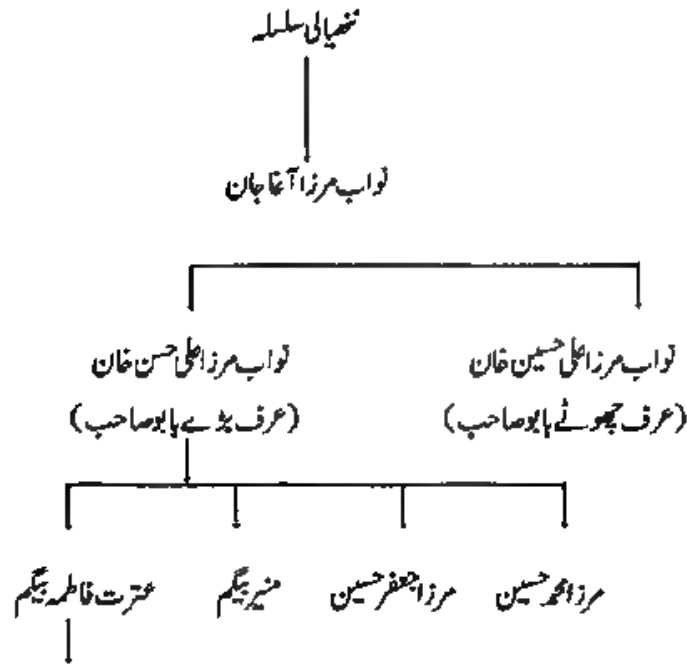 ننھیالی سلسلہ
نواب مرزا آغا جان
نواب مرزا علی حسین خان
(عرف چھوٹے بابو صاحب)
نواب مرزا علی حسن خان
(عرف بڑے بابو صاحب)
مرزا محمد حسین
مرزا جعفر حسین
منیر بیگم
عترت فاطمہ بیگم